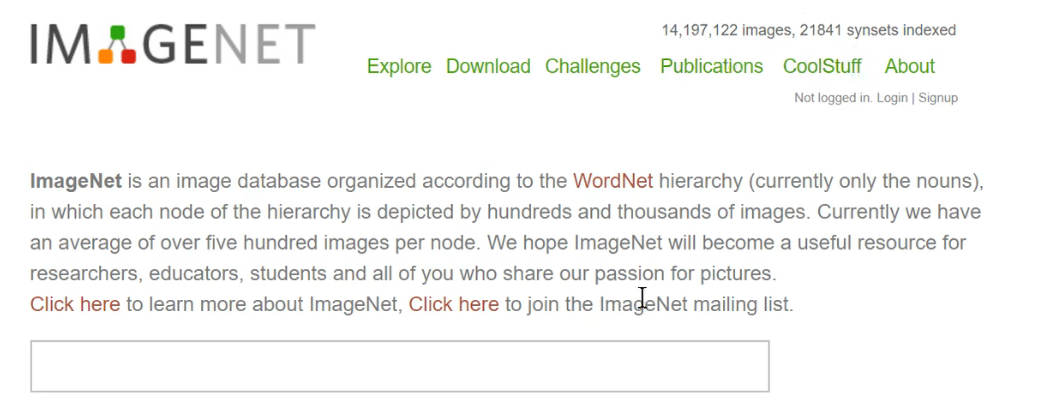 IMAGENET
14,197,122 images, 21841 synsets indexed
Explore Download Challenges Publications CoolStuff About
Not logged in. Login | Signup
ImageNet is an image database organized according to the WordNet hierarchy (currently only the nouns),
in which each node of the hierarchy is depicted by hundreds and thousands of images. Currently we have
an average of over five hundred images per node. We hope ImageNet will become a useful resource for
researchers, educators, students and all of you who share our passion for pictures.
Click here to learn more about ImageNet, Click here to join the ImageNet mailing list.